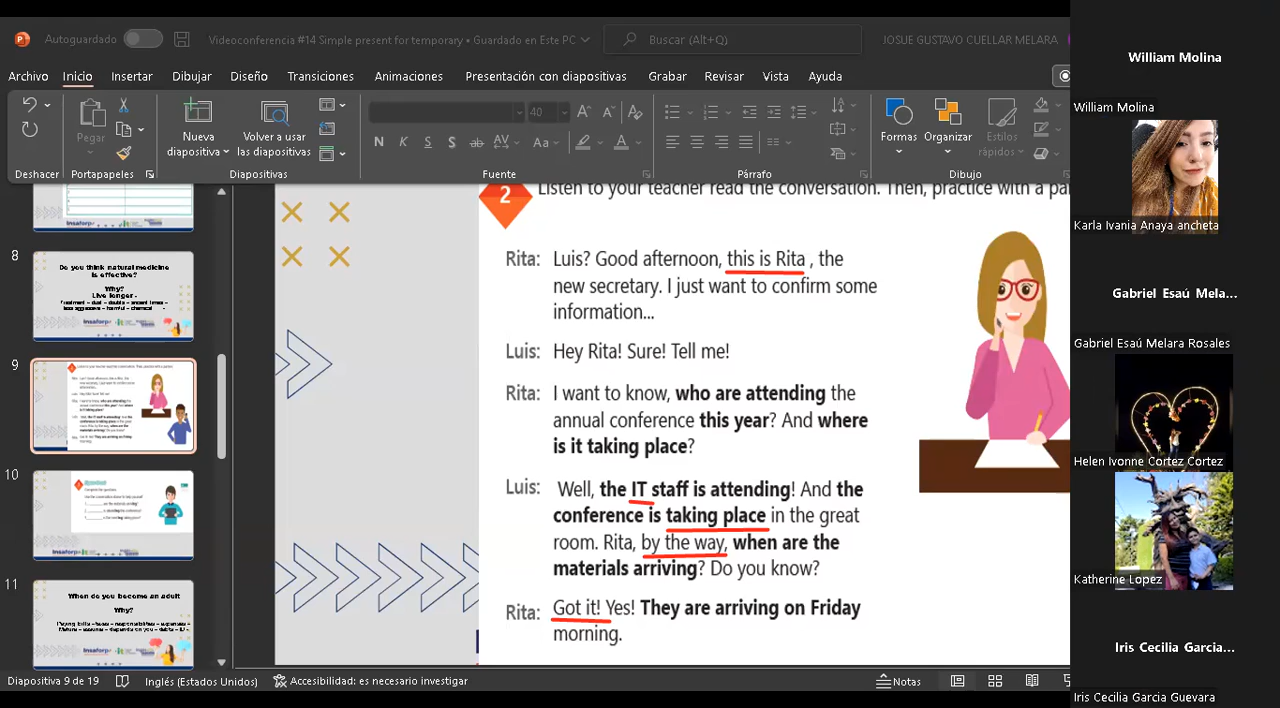 Autoguardado
Videoconferencia #14 Simple present for temporary • Guardado en Este PC
Buscar (Alt+Q)
JOSUE GUSTAVO CUELLAR MELARA
Archivo Inicio Insertar Dibujar Diseño Transiciones Animaciones Presentación con diapositivas Grabar Revisar Vista Ayuda
Pegar
Nueva
diapositiva
Volver a usar
las diapositivas
40
N K S S ab AV Aa A
Formas
Organizar
Estilos
rápidos
Deshacer Portapapeles Diapositivas Fuente Párrafo Dibujo
8
Do you think natural medicine
is effective?
Why?
Live longer -
9
10
11
When do you become an adult
Why?
2
Listen to your teacher read the conversation. Then, practice with a pa
Rita: Luis? Good afternoon, this is Rita , the
new secretary. I just want to confirm some
information...
Luis: Hey Rita! Sure! Tell me!
Rita: I want to know, who are attending the
annual conference this year? And where
is it taking place?
Luis: Well, the IT staff is attending! And the
conference is taking place in the great
room. Rita, by the way, when are the
materials arriving? Do you know?
Rita: Got it! Yes! They are arriving on Friday
morning.
Diapositiva 9 de 19
Inglés (Estados Unidos)
Accesibilidad: es necesario investigar
Notas
William Molina
William Molina
Karla Ivania Anaya ancheta
Gabriel Esaú Mela...
Gabriel Esaú Melara Rosales
Helen Ivonne Cortez Cortez
Katherine Lopez
Iris Cecilia Garcia...
Iris Cecilia Garcia Guevara